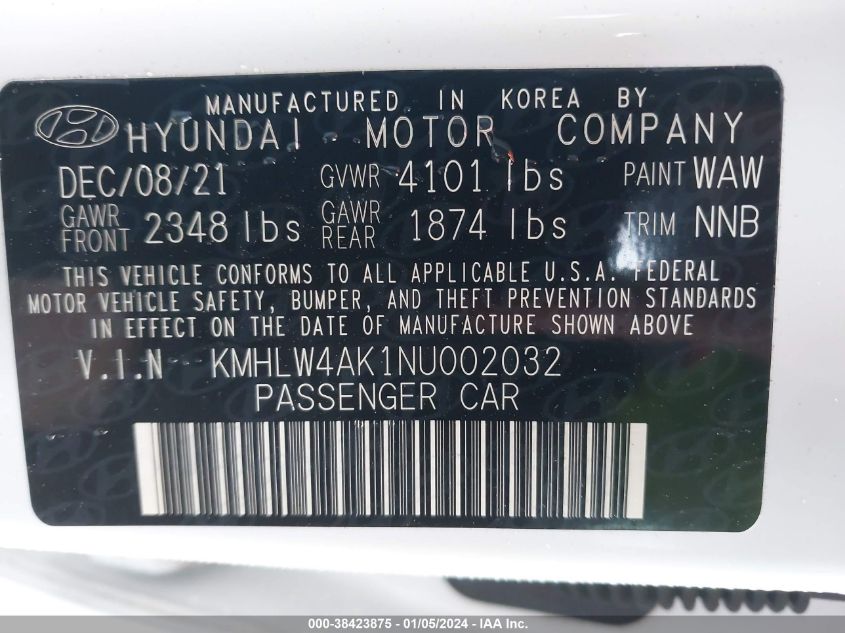 MANUFACTURED IN KOREA BY
HYUNDAI MOTOR COMPANY
DEC/08/21 GVWR 4101 lbs PAINT WAW
GAWR FRONT 2348 lbs GAWR REAR 1874 lbs TRIM NNB
THIS VEHICLE CONFORMS TO ALL APPLICABLE U.S.A. FEDERAL
MOTOR VEHICLE SAFETY, BUMPER, AND THEFT PREVENTION STANDARDS
IN EFFECT ON THE DATE OF MANUFACTURE SHOWN ABOVE
V.I.N KMHLW4AK1NU002032
PASSENGER CAR
000-38423875 - 01/05/2024 - IAAI.com